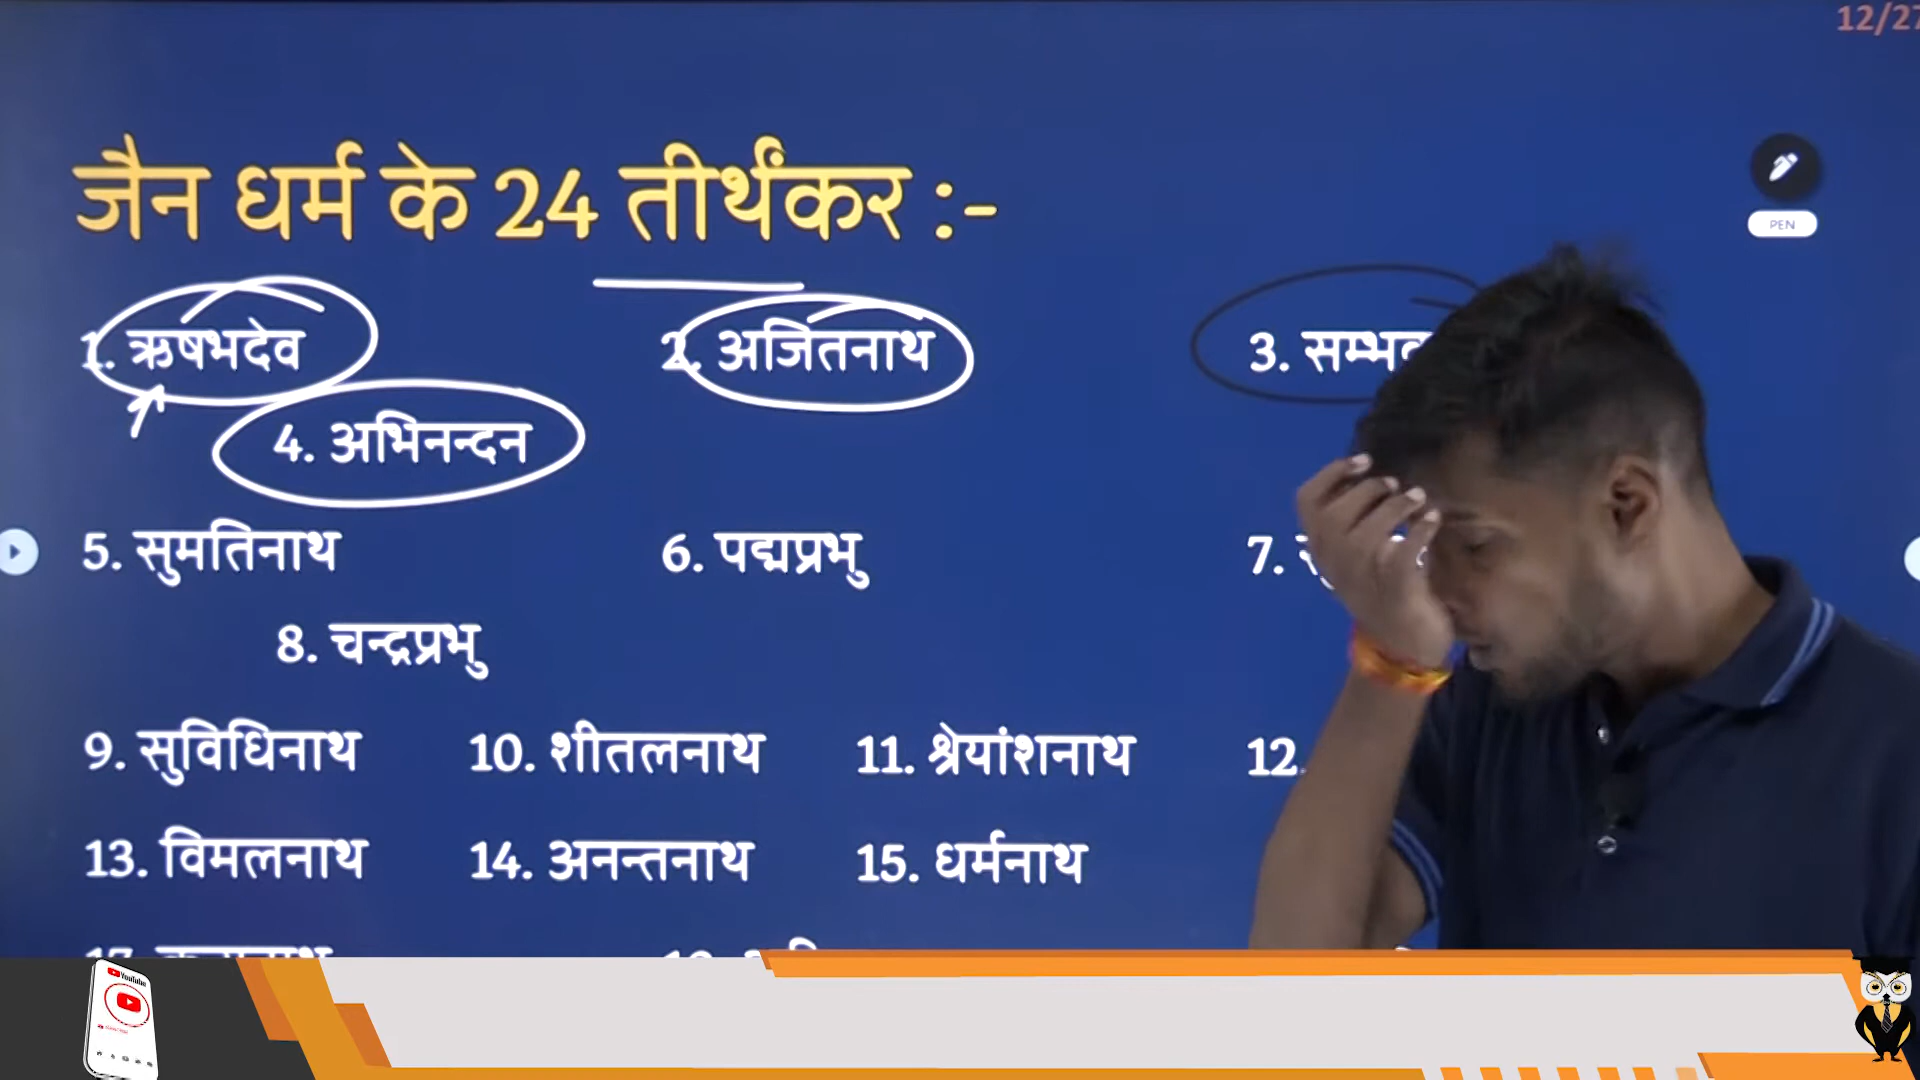 12/27
जैन धर्म के 24 तीर्थंकर :-
PEN
1. ऋषभदेव 2. अजितनाथ 3.
4. अभिनन्दन
5. सुमतिनाथ 6. पद्मप्रभु 7.
8. चन्द्रप्रभु
9. सुविधिनाथ 10. शीतलनाथ 11. श्रेयांशनाथ 12.
13. विमलनाथ 14. अनन्तनाथ 15. धर्मनाथ
YouTube